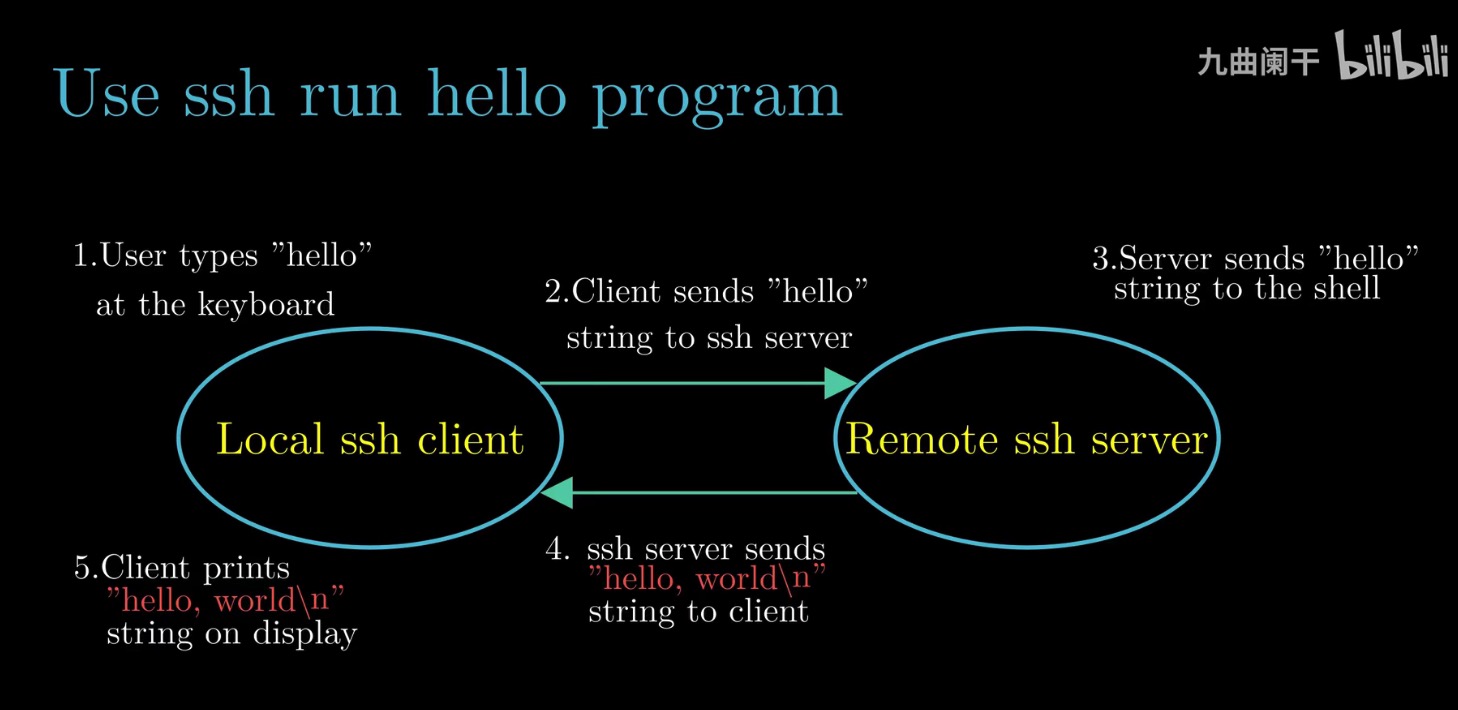 九曲阑干 bilibili
Use ssh run hello program
1.User types ”hello”
at the keyboard
2.Client sends ”hello”
string to ssh server
3.Server sends ”hello”
string to the shell
Local ssh client
Remote ssh server
4. ssh server sends
”hello, world\n”
string to client
5.Client prints
”hello, world\n”
string on display